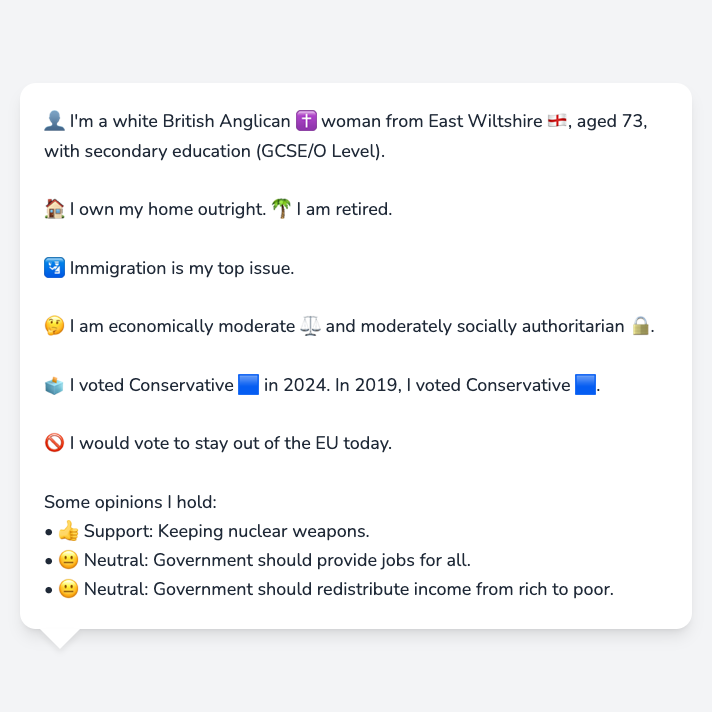 👤 I'm a white British Anglican ✝️ woman from East Wiltshire 🏴󠁧󠁢󠁥󠁮󠁧󠁿, aged 73,
with secondary education (GCSE/O Level).
🏠 I own my home outright. 🌴 I am retired.
🛂 Immigration is my top issue.
🤔 I am economically moderate ⚖️ and moderately socially authoritarian 🔒.
🗳️ I voted Conservative 🟦 in 2024. In 2019, I voted Conservative 🟦.
🚫 I would vote to stay out of the EU today.
Some opinions I hold:
• 👍 Support: Keeping nuclear weapons.
• 😐 Neutral: Government should provide jobs for all.
• 😐 Neutral: Government should redistribute income from rich to poor.